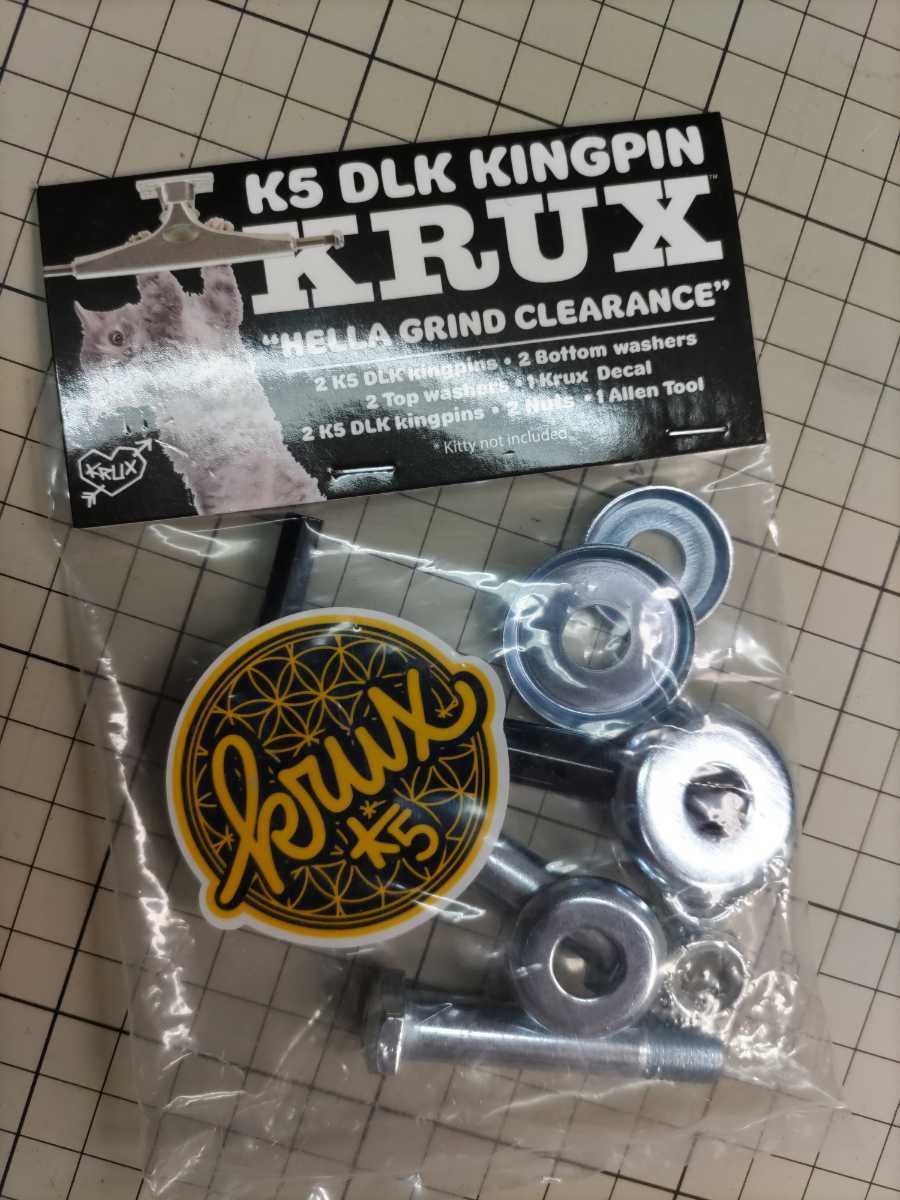 K5 DLK KINGPIN
KRUX™
"HELLA GRIND CLEARANCE"
2 K5 DLK kingpins • 2 Bottom washers
2 Top washers • 1 Krux Decal
2 K5 DLK kingpins • 2 Nuts • 1 Allen Tool
* Kitty not included
KRUX
krux
K5